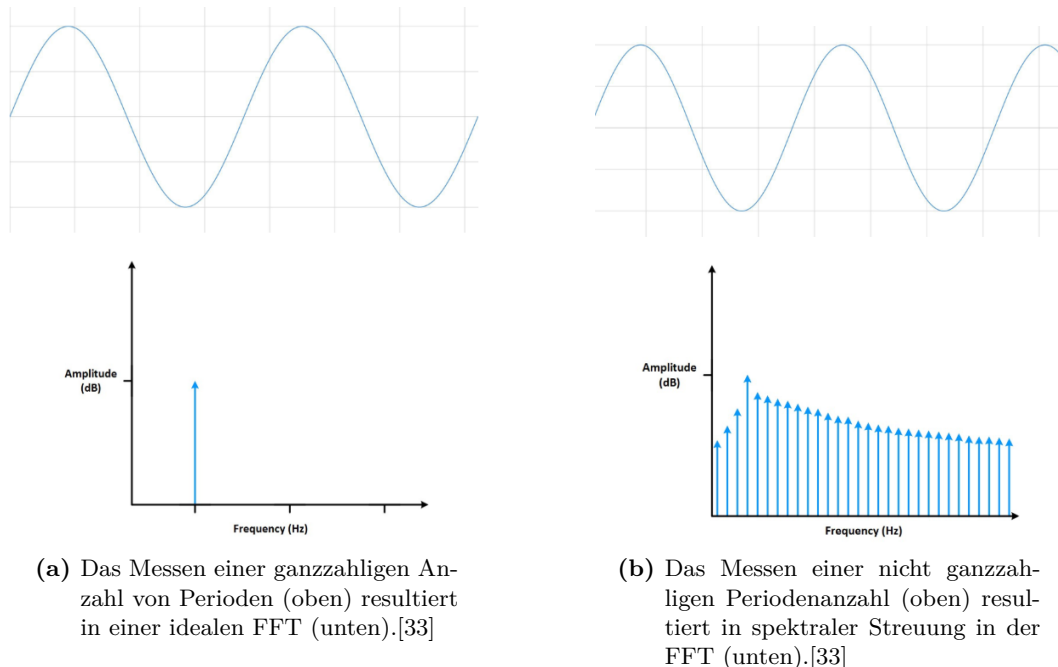 Amplitude
(dB)
Frequency (Hz)
(a) Das Messen einer ganzzahligen An-
zahl von Perioden (oben) resultiert
in einer idealen FFT (unten).[33]
Amplitude
(dB)
Frequency (Hz)
(b) Das Messen einer nicht ganzzah-
ligen Periodenanzahl (oben) resul-
tiert in spektraler Streuung in der
FFT (unten).[33]